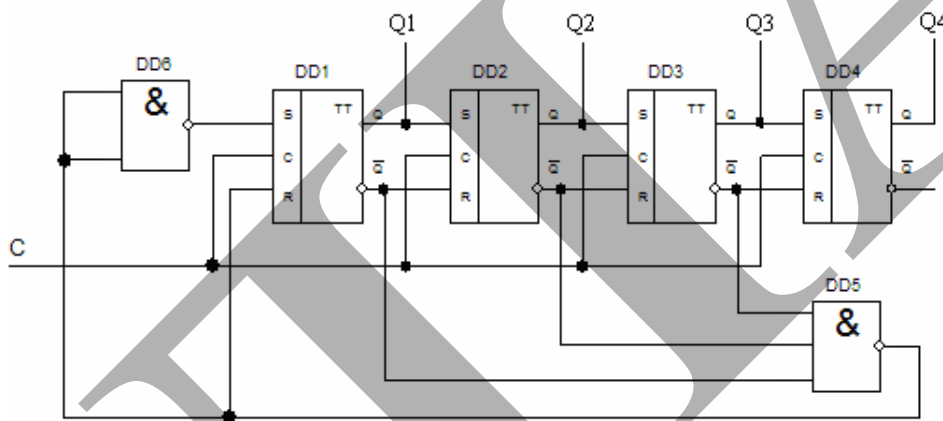 Q1 Q2 Q3 Q4
DD6 DD1 DD2 DD3 DD4
& TT TT TT TT
S Q S Q S Q S Q
C C C C
Q̅ Q̅ Q̅ Q̅
R R R R
C
DD5
&